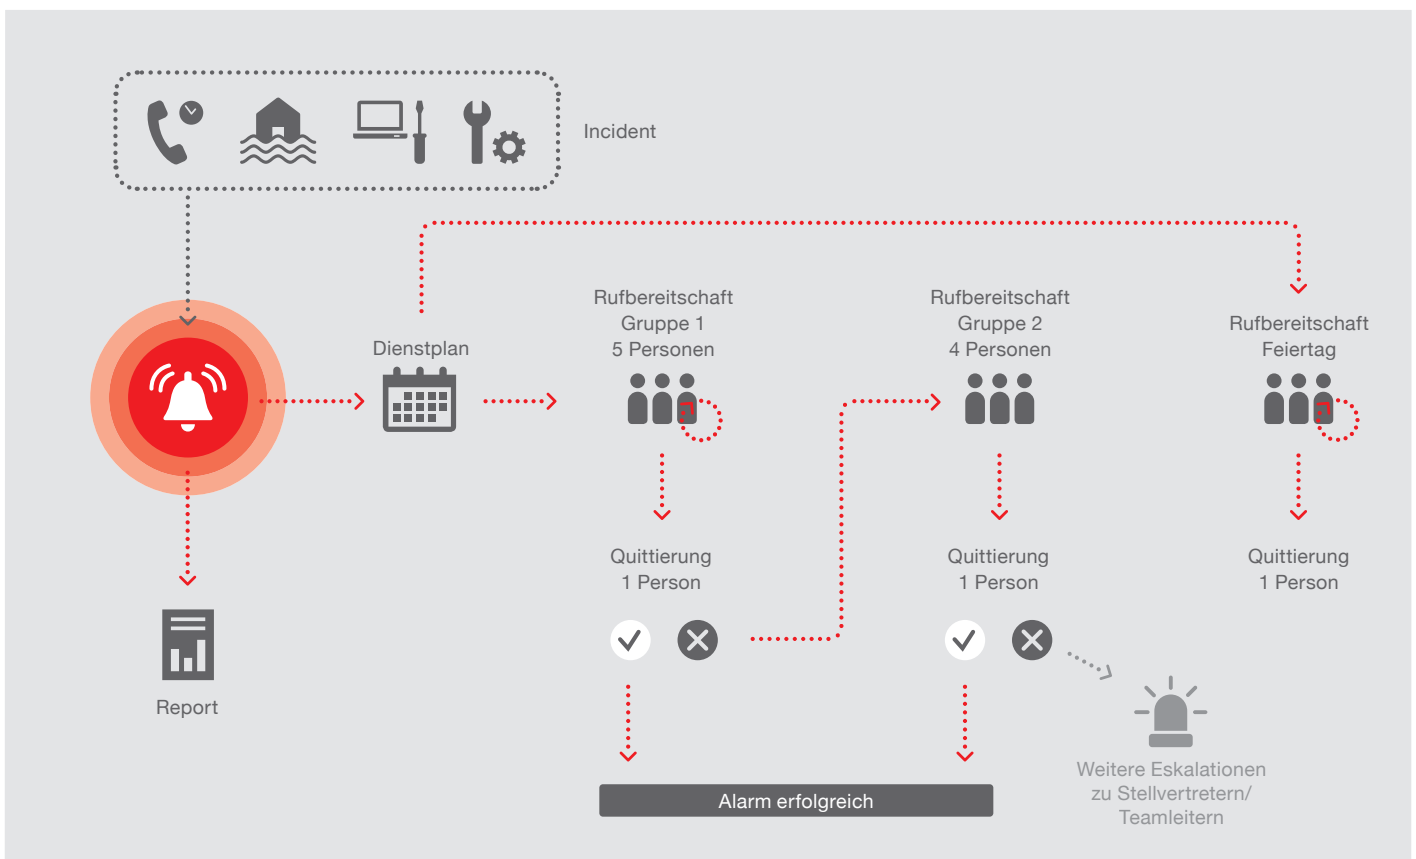 Incident
Dienstplan
Rufbereitschaft
Gruppe 1
5 Personen
Rufbereitschaft
Gruppe 2
4 Personen
Rufbereitschaft
Feiertag
Quittierung
1 Person
Quittierung
1 Person
Quittierung
1 Person
Report
Alarm erfolgreich
Weitere Eskalationen
zu Stellvertretern/
Teamleitern